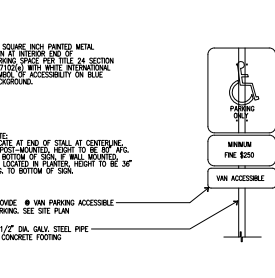 SQUARE INCH PAINTED METAL
N AT INTERIOR END OF
RKING SPACE PER TITLE 24 SECTION
7102(e) WITH WHITE INTERNATIONAL
MBOL OF ACCESSIBILITY ON BLUE
CKGROUND.
TE:
CATE AT END OF STALL AT CENTERLINE.
POST-MOUNTED, HEIGHT TO BE 80" AFG.
BOTTOM OF SIGN, IF WALL MOUNTED,
LOCATED IN PLANTER, HEIGHT TO BE 36"
G. TO BOTTOM OF SIGN.
OVIDE @ VAN PARKING ACCESSIBLE
RKING. SEE SITE PLAN
1/2" DIA. GALV. STEEL PIPE
CONCRETE FOOTING
PARKING
ONLY
MINIMUM
FINE $250
VAN ACCESSIBLE